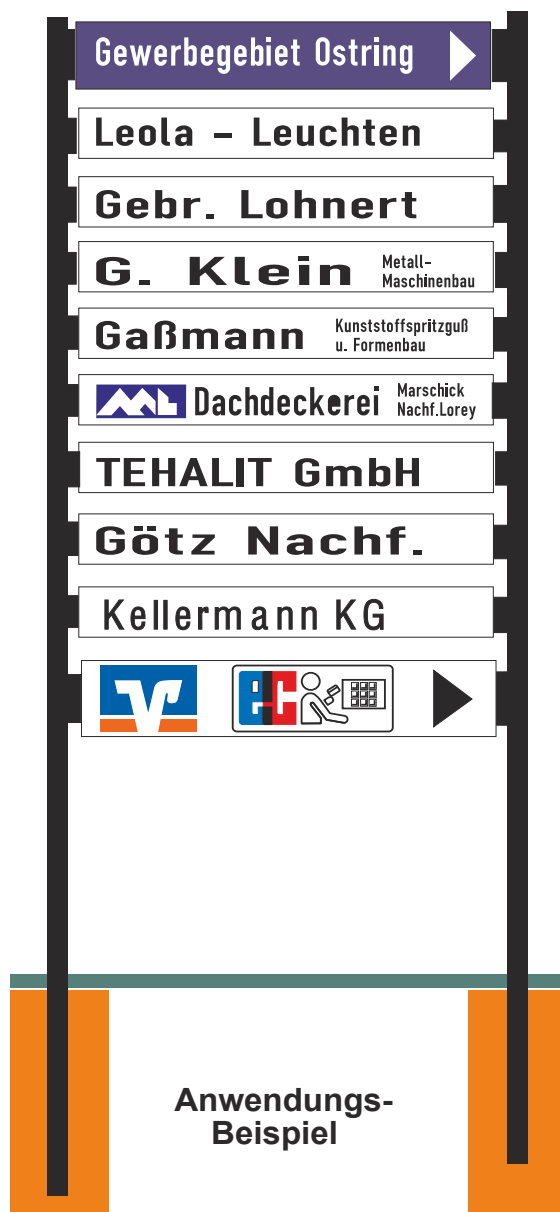 Gewerbegebiet Ostring
Leola – Leuchten
Gebr. Lohnert
G. Klein
Metall-
Maschinenbau
Gaßmann
Kunststoffspritzguß
u. Formenbau
Dachdeckerei
Marschick
Nachf.Lorey
TEHALIT GmbH
Götz Nachf.
Kellermann KG
Anwendungs-
Beispiel